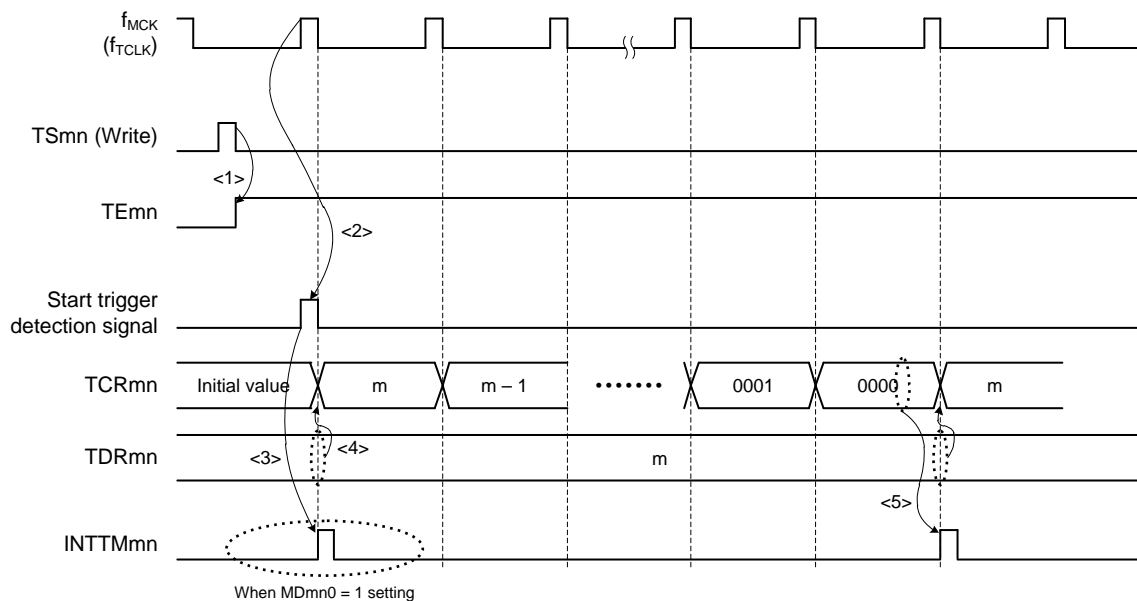 fMCK
(fTCLK)
TSmn (Write)
<1>
TEmn
<2>
Start trigger
detection signal
TCRmn
Initial value
m
m – 1
0001
0000
m
<3>
<4>
TDRmn
m
<5>
INTTMmn
When MDmn0 = 1 setting